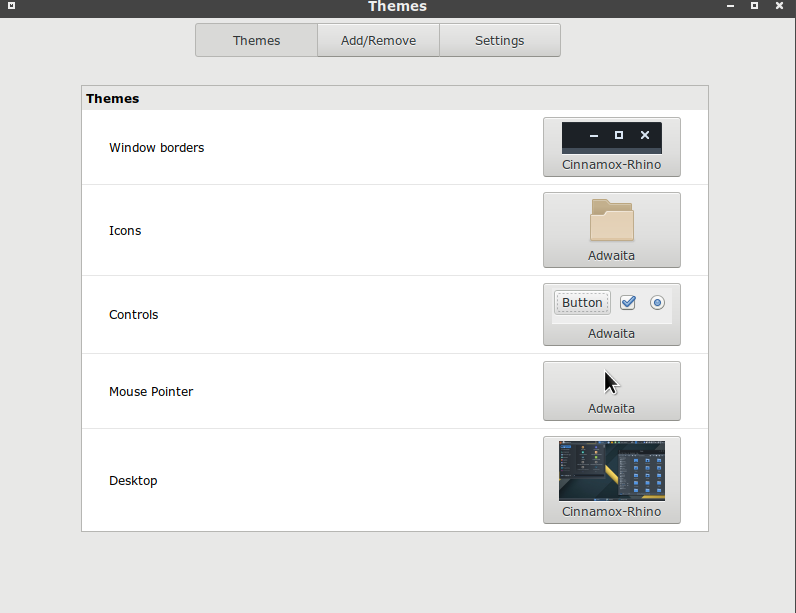 Themes
Themes
Add/Remove
Settings
Themes
Window borders
Cinnamox-Rhino
Icons
Adwaita
Controls
Button
Adwaita
Mouse Pointer
Adwaita
Desktop
Cinnamox-Rhino